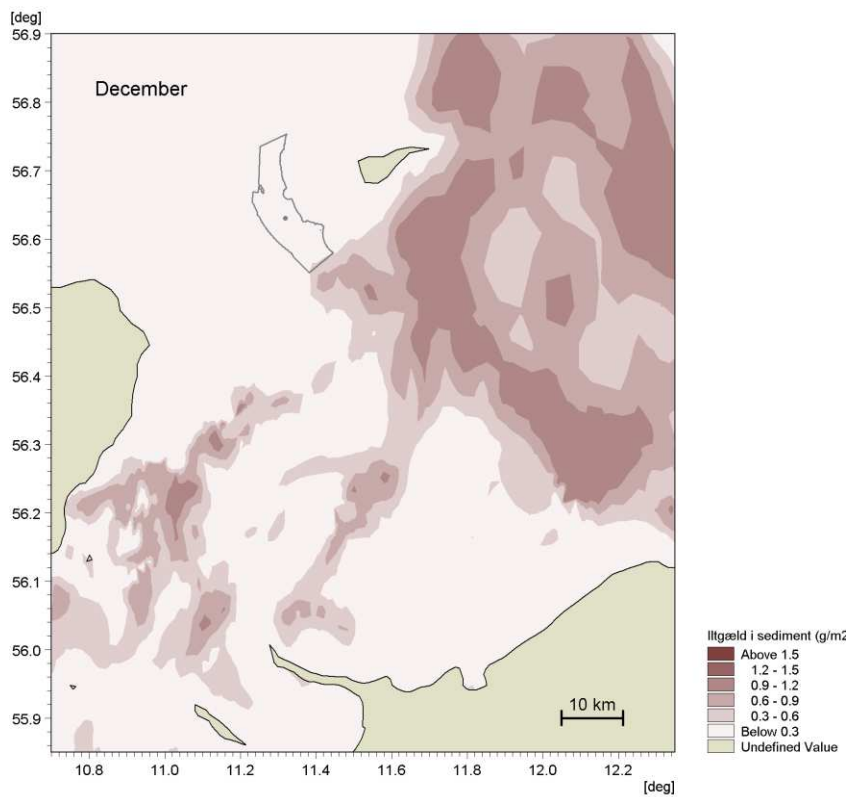 [deg]
56.9
December
56.8
56.7
56.6
56.5
56.4
56.3
56.2
56.1
56.0
55.9
10.8 11.0 11.2 11.4 11.6 11.8 12.0 12.2
[deg]
10 km
Iltgæld i sediment (g/m2
Above 1.5
1.2 - 1.5
0.9 - 1.2
0.6 - 0.9
0.3 - 0.6
Below 0.3
Undefined Value